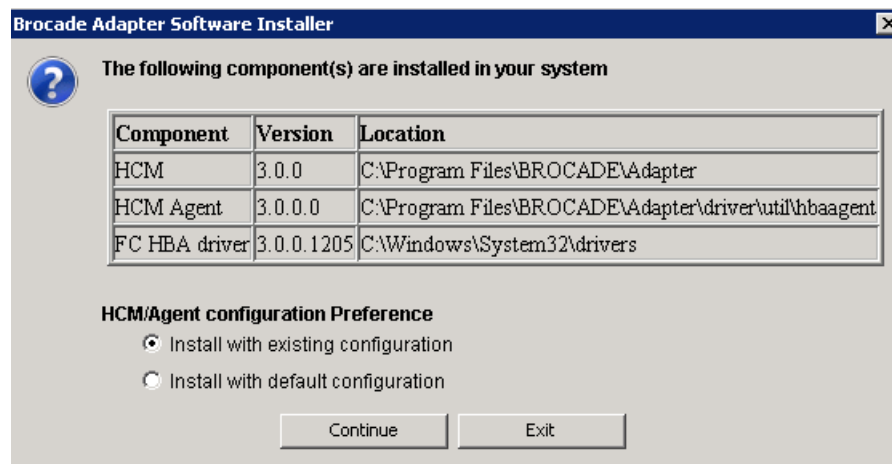 Brocade Adapter Software Installer
The following component(s) are installed in your system
Component Version Location
HCM 3.0.0 C:\Program Files\BROCADE\Adapter
HCM Agent 3.0.0.0 C:\Program Files\BROCADE\Adapter\driver\util\hbaagent
FC HBA driver 3.0.0.1205 C:\Windows\System32\drivers
HCM/Agent configuration Preference
Install with existing configuration
Install with default configuration
Continue Exit